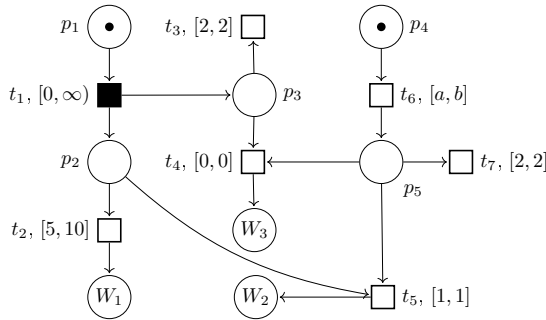 p₁
t₃, [2, 2]
p₄
t₁, [0, ∞)
p₃
t₆, [a, b]
p₂
t₄, [0, 0]
t₇, [2, 2]
p₅
t₂, [5, 10]
W₃
W₁
W₂
t₅, [1, 1]